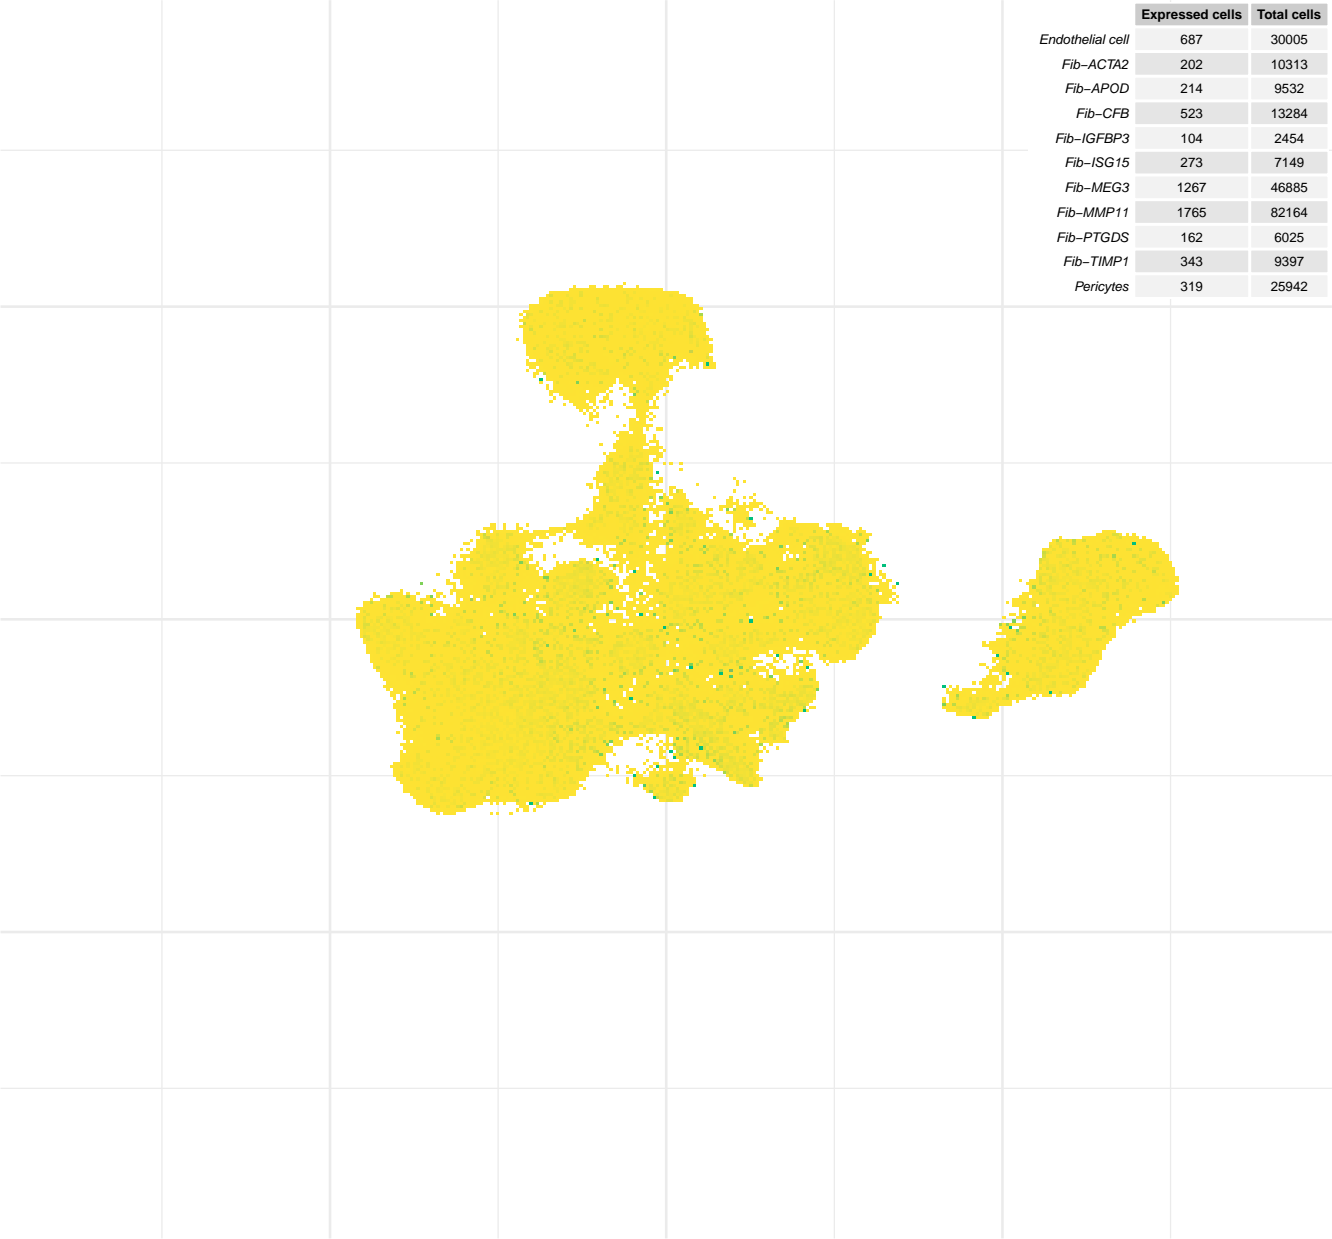 Expressed cells Total cells
Endothelial cell 687 30005
Fib−ACTA2 202 10313
Fib−APOD 214 9532
Fib−CFB 523 13284
Fib−IGFBP3 104 2454
Fib−ISG15 273 7149
Fib−MEG3 1267 46885
Fib−MMP11 1765 82164
Fib−PTGDS 162 6025
Fib−TIMP1 343 9397
Pericytes 319 25942